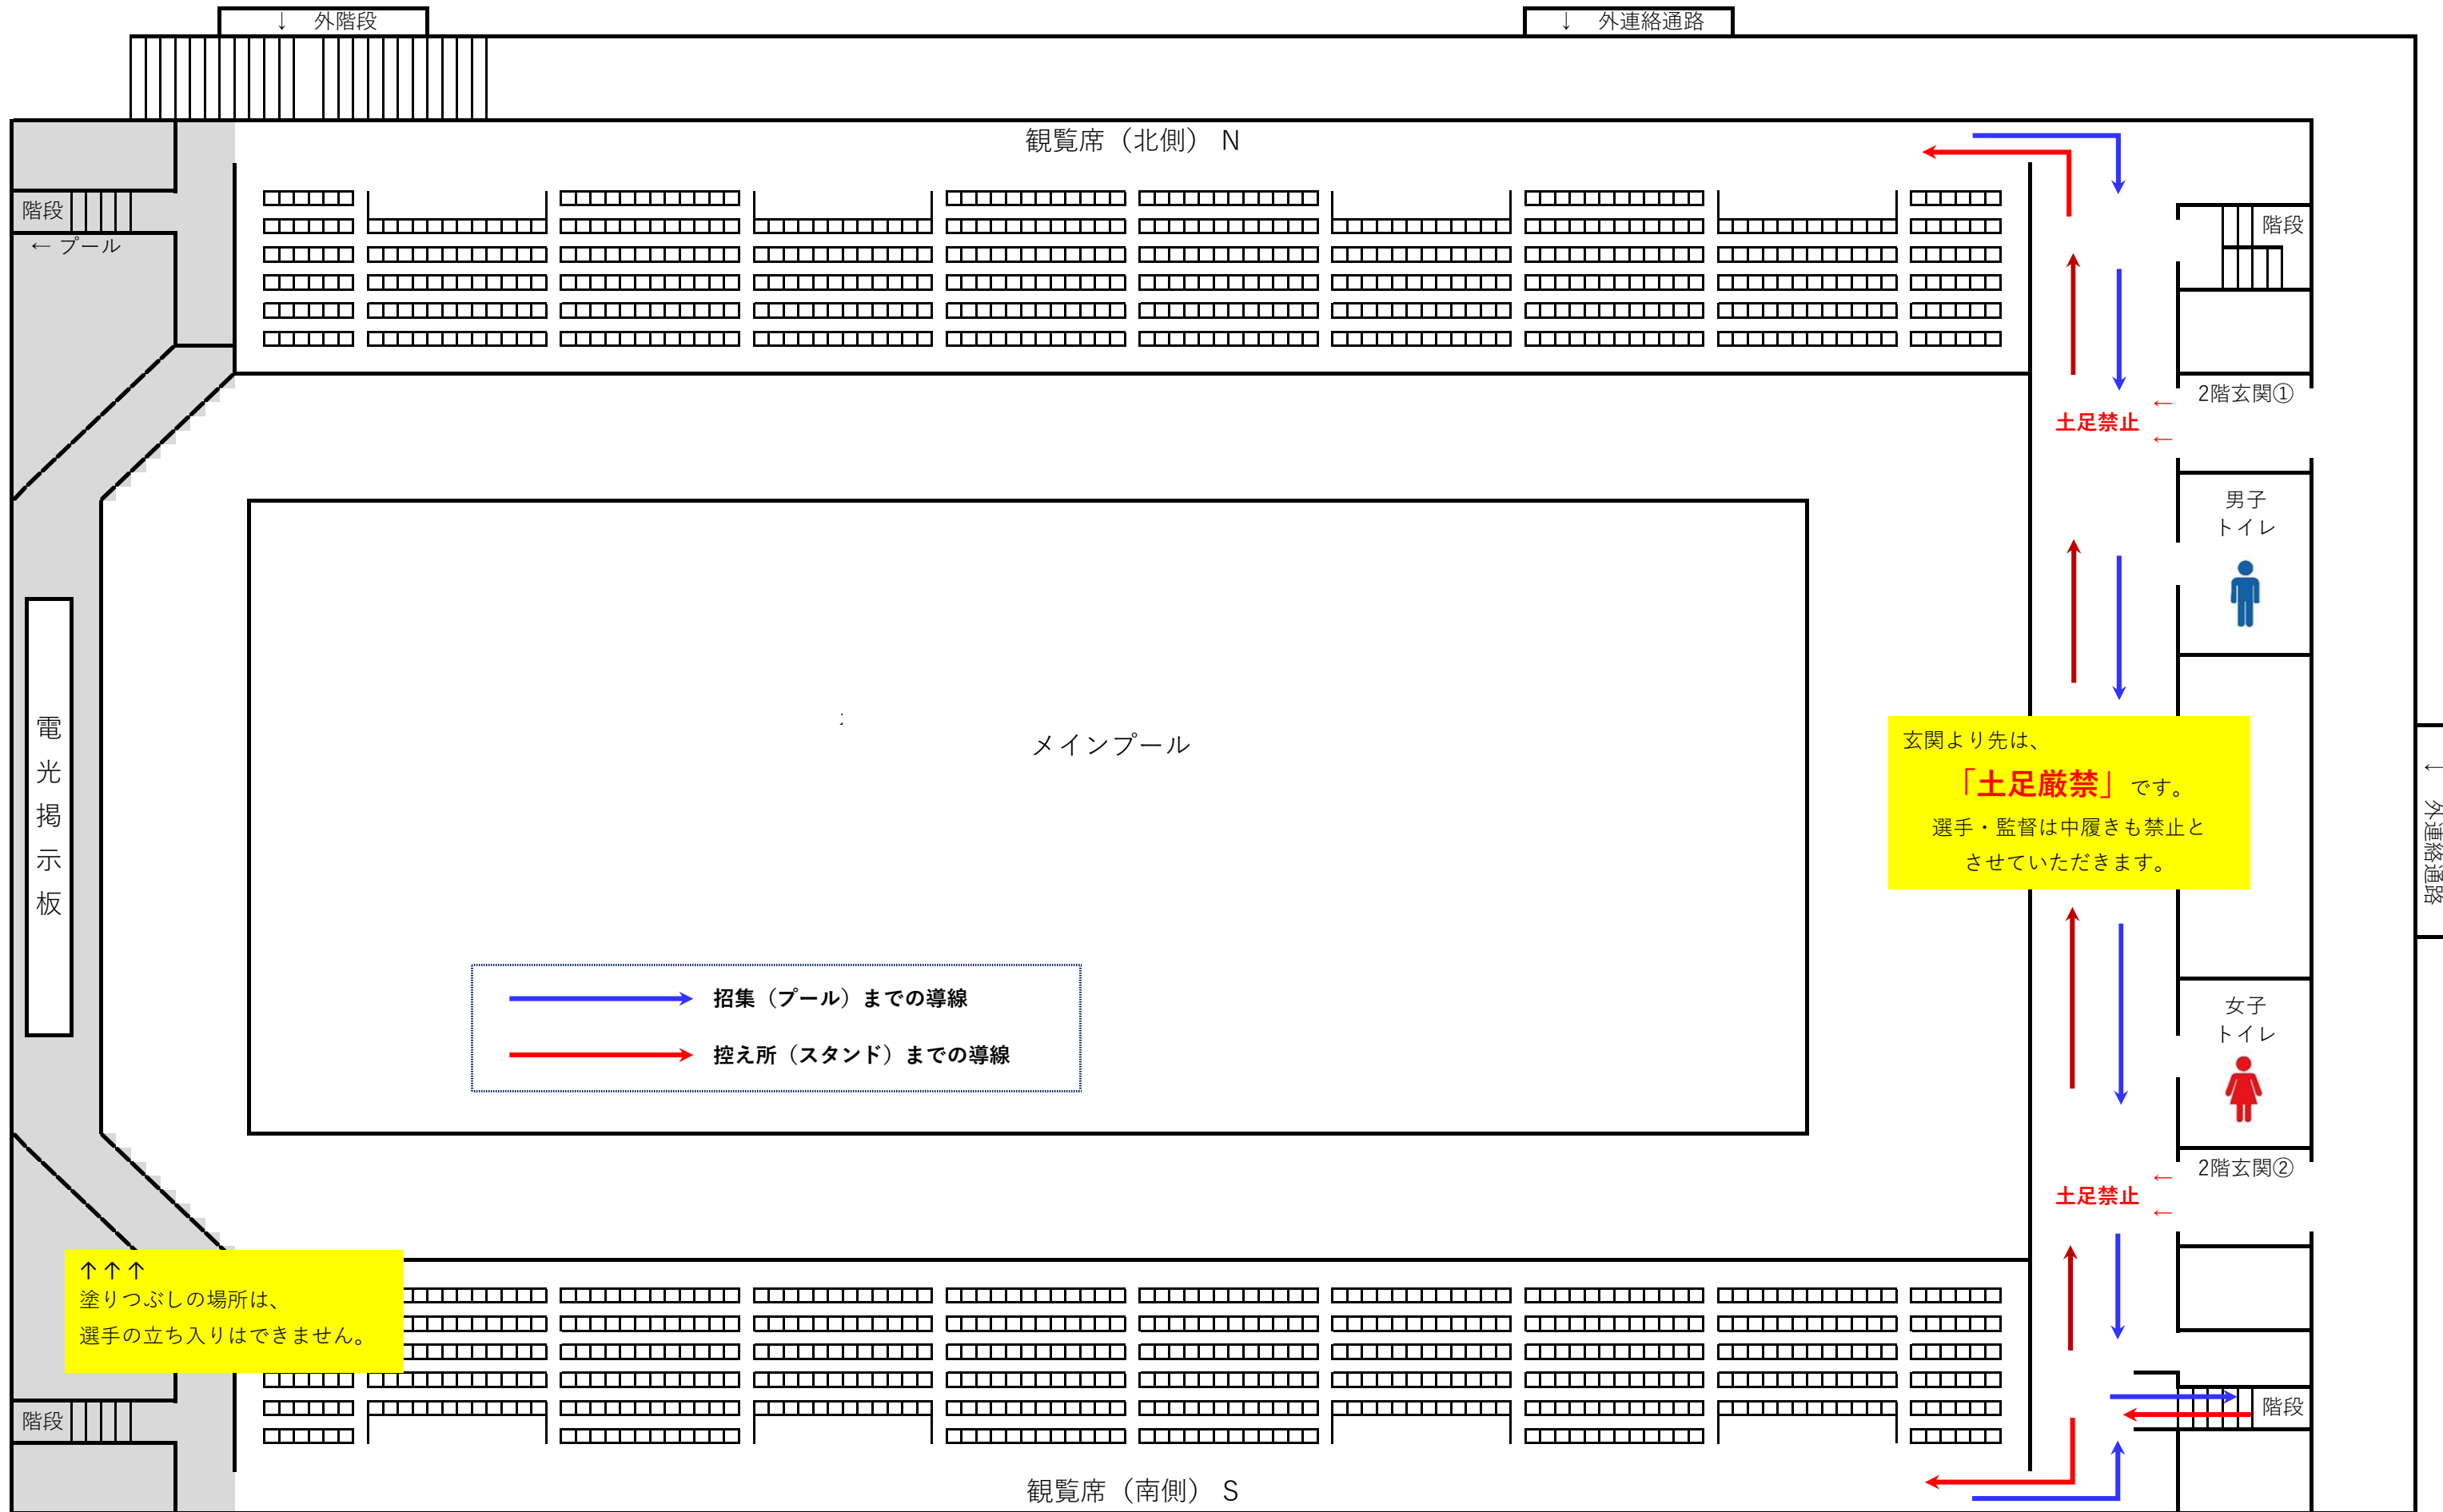 ↓ 外階段
↓ 外連絡通路
観覧席（北側） N
階段
← プール
階段
2階玄関①
←
土足禁止
←
男子
トイレ
電光掲示板
メインプール
玄関より先は、
「土足厳禁」です。
選手・監督は中履きも禁止と
させていただきます。
↓ 外連絡通路
招集（プール）までの導線
控え所（スタンド）までの導線
女子
トイレ
2階玄関②
←
土足禁止
←
↑↑↑
塗りつぶしの場所は、
選手の立ち入りはできません。
階段
階段
観覧席（南側） S